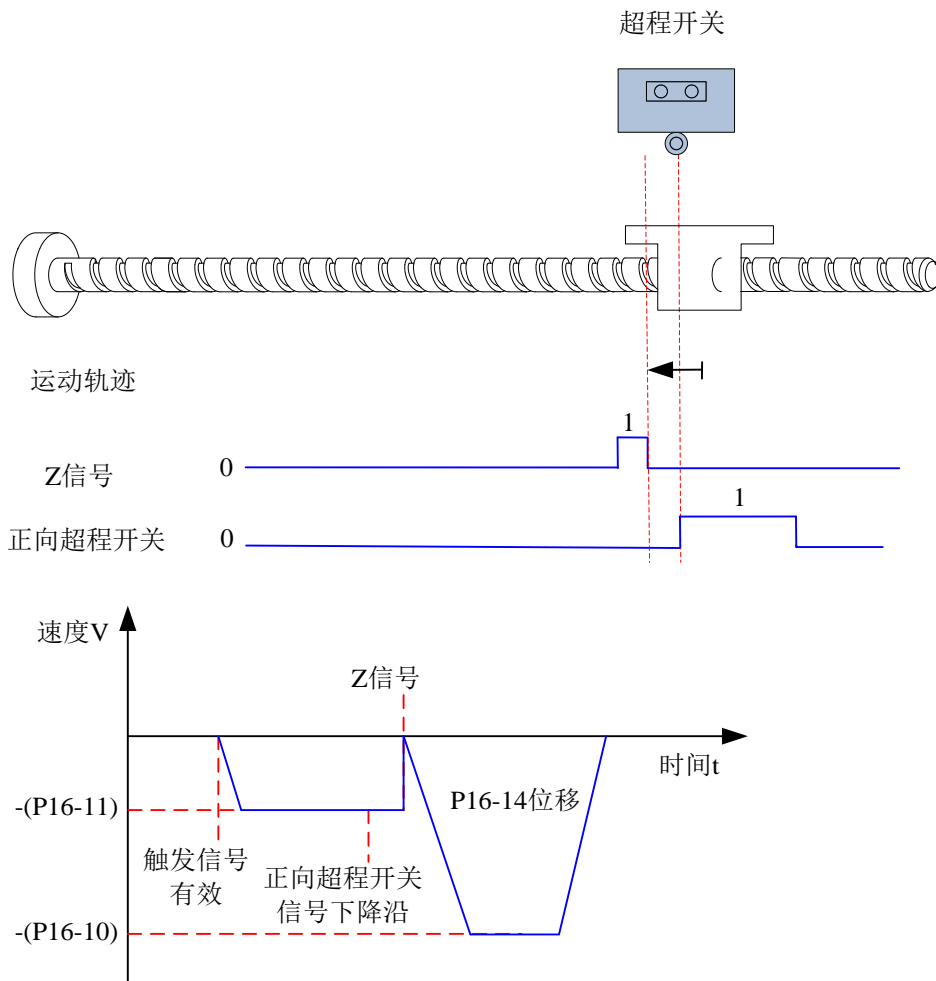 超程开关
运动轨迹
1
Z信号
0
1
正向超程开关
0
速度V
Z信号
时间t
-(P16-11)
P16-14位移
触发信号
有效
正向超程开关
信号下降沿
-(P16-10)